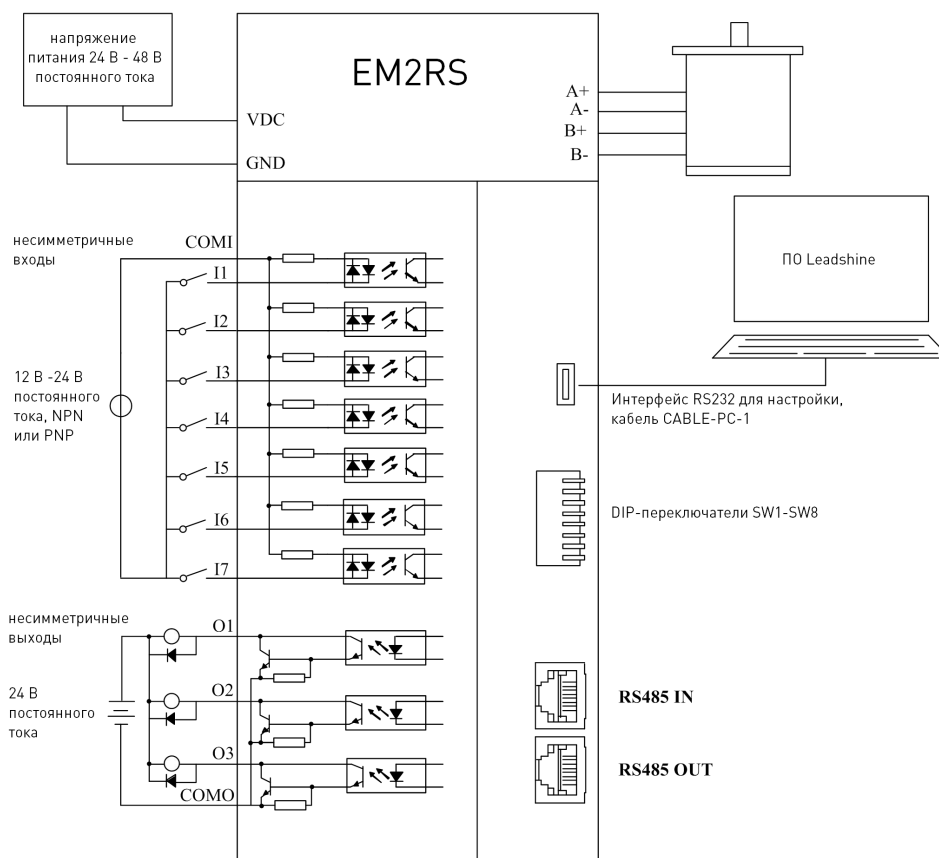 напряжение
питания 24 В - 48 В
постоянного тока
EM2RS
VDC
GND
A+
A-
B+
B-
несимметричные
входы
COMI
I1
I2
I3
I4
I5
I6
I7
12 В -24 В
постоянного
тока, NPN
или PNP
ПО Leadshine
Интерфейс RS232 для настройки,
кабель CABLE-PC-1
DIP-переключатели SW1-SW8
несимметричные
выходы
O1
O2
O3
COMO
24 В
постоянного
тока
RS485 IN
RS485 OUT